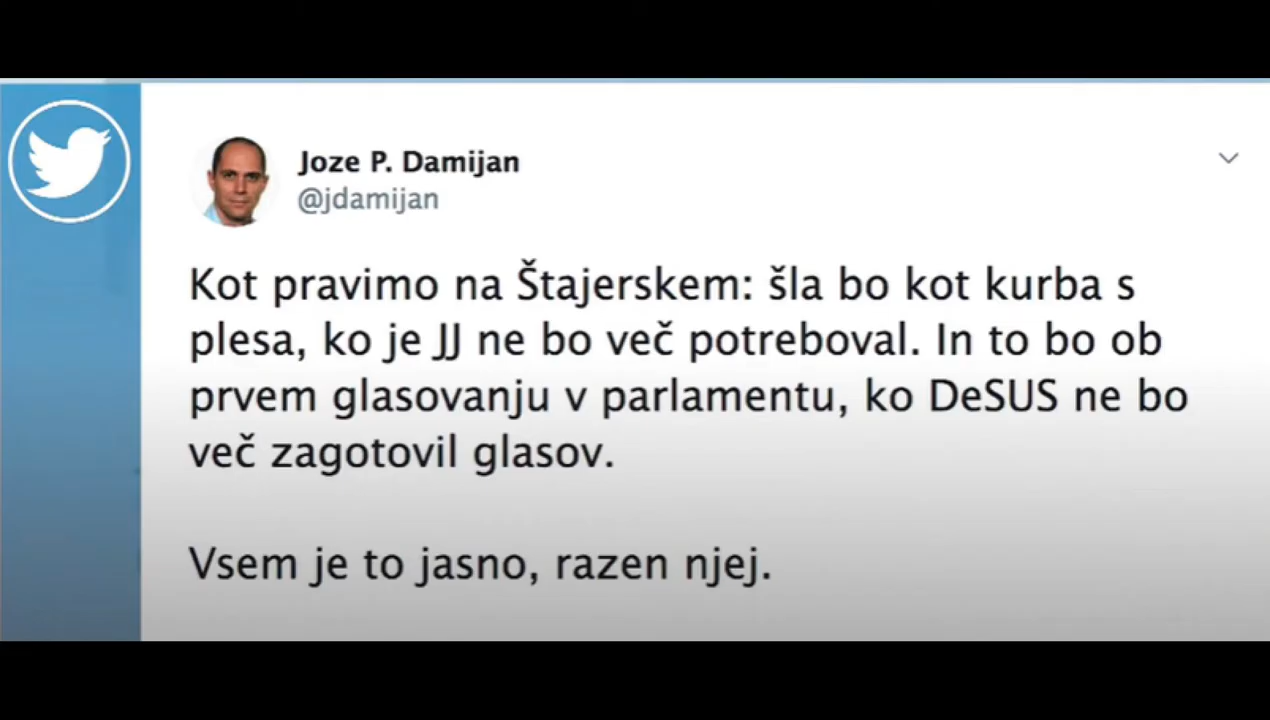 Joze P. Damijan
@jdamijan
Kot pravimo na Štajerskem: šla bo kot kurba s
plesa, ko je JJ ne bo več potreboval. In to bo ob
prvem glasovanju v parlamentu, ko DeSUS ne bo
več zagotovil glasov.
Vsem je to jasno, razen njej.